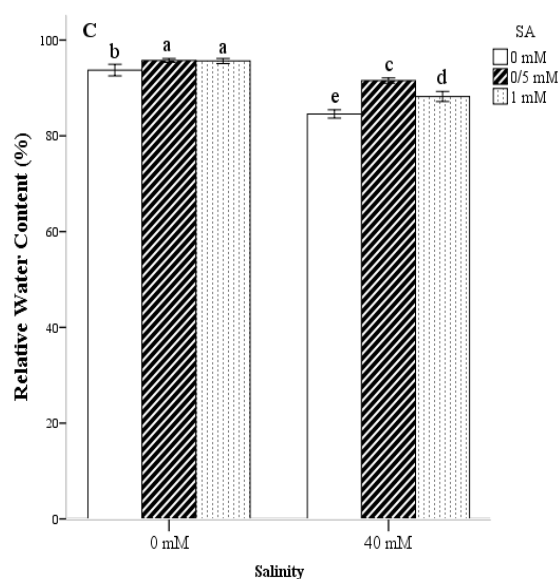 C
SA
0 mM
0/5 mM
1 mM
b a a
e c d
Relative Water Content (%)
100
80
60
40
20
0
0 mM 40 mM
Salinity